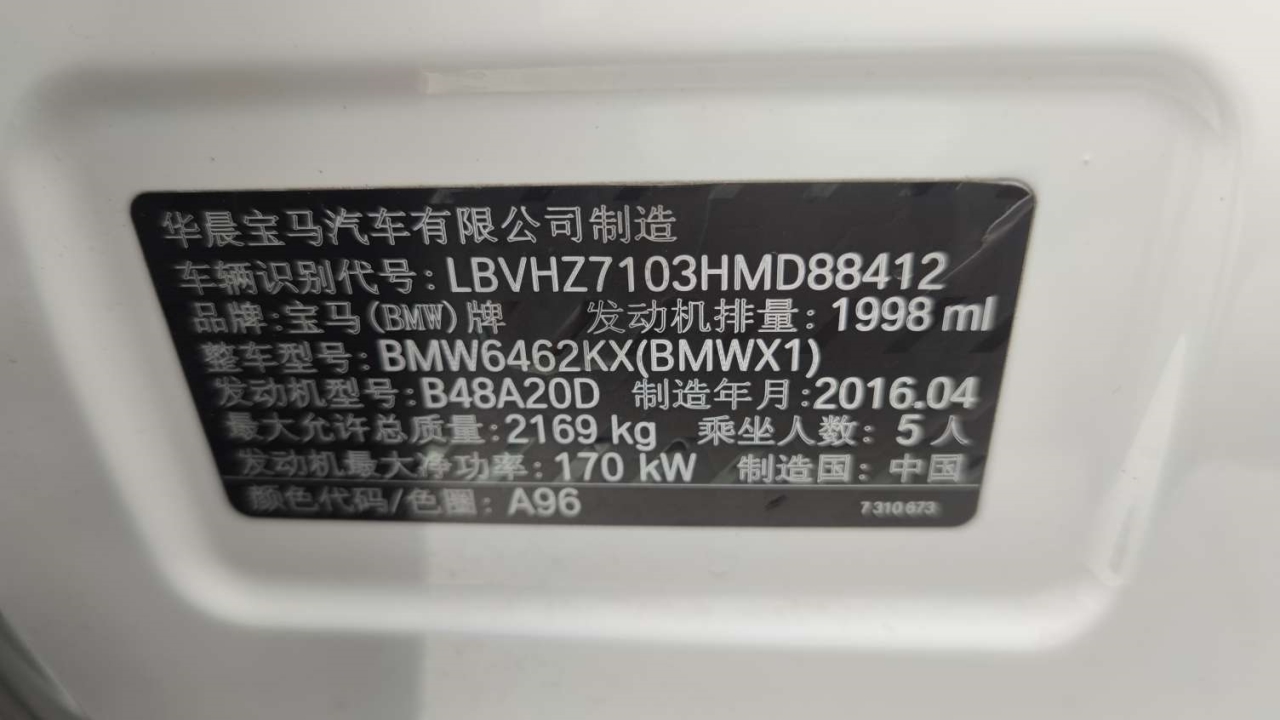 华晨宝马汽车有限公司制造
车辆识别代号:LBVHZ7103HMD88412
品牌:宝马(BMW)牌 发动机排量:1998 ml
整车型号:BMW6462KX(BMWX1)
发动机型号:B48A20D 制造年月:2016.04
最大允许总质量:2169 kg 乘坐人数: 5 人
发动机最大净功率:170 kW 制造国: 中国
颜色代码/色圈: A96 7 310 673